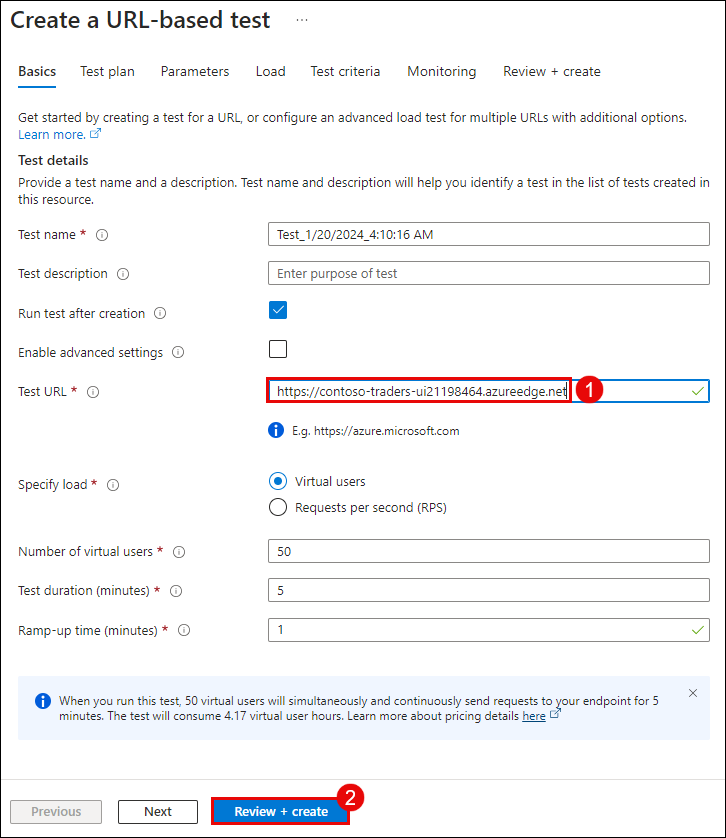 Create a URL-based test ...
Basics Test plan Parameters Load Test criteria Monitoring Review + create
Get started by creating a test for a URL, or configure an advanced load test for multiple URLs with additional options.
Learn more.
Test details
Provide a test name and a description. Test name and description will help you identify a test in the list of tests created in
this resource.
Test name *
Test_1/20/2024_4:10:16 AM
Test description
Enter purpose of test
Run test after creation
Enable advanced settings
Test URL *
https://contoso-traders-ui21198464.azureedge.net
1
E.g. https://azure.microsoft.com
Specify load *
Virtual users
Requests per second (RPS)
Number of virtual users *
50
Test duration (minutes) *
5
Ramp-up time (minutes) *
1
When you run this test, 50 virtual users will simultaneously and continuously send requests to your endpoint for 5
minutes. The test will consume 4.17 virtual user hours. Learn more about pricing details here
2
Previous Next Review + create